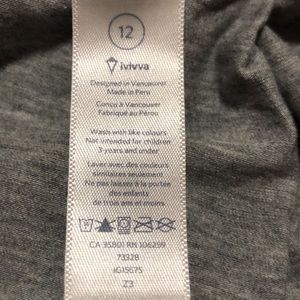 12
ivivva
Designed in Vancouver
Made in Peru
Conçu à Vancouver
Fabriqué au Pérou
Wash with like colours
Not intended for children
3 years and under
Laver avec des couleurs
similaires seulement
Ne pas laisser à la portée
des enfants
de trois ans et moins
CA 35801 RN 106259
73328
IG15S75
Z3